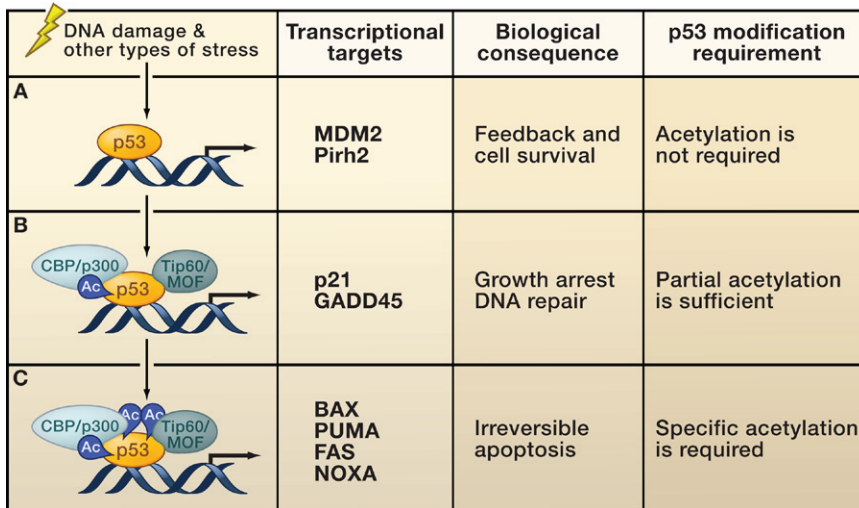 DNA damage &
other types of stress
Transcriptional
targets
Biological
consequence
p53 modification
requirement
A
p53
MDM2
Pirh2
Feedback and
cell survival
Acetylation is
not required
B
CBP/p300
Ac
p53
Tip60/
MOF
p21
GADD45
Growth arrest
DNA repair
Partial acetylation
is sufficient
C
CBP/p300
Ac
Ac
Ac
p53
Tip60/
MOF
BAX
PUMA
FAS
NOXA
Irreversible
apoptosis
Specific acetylation
is required